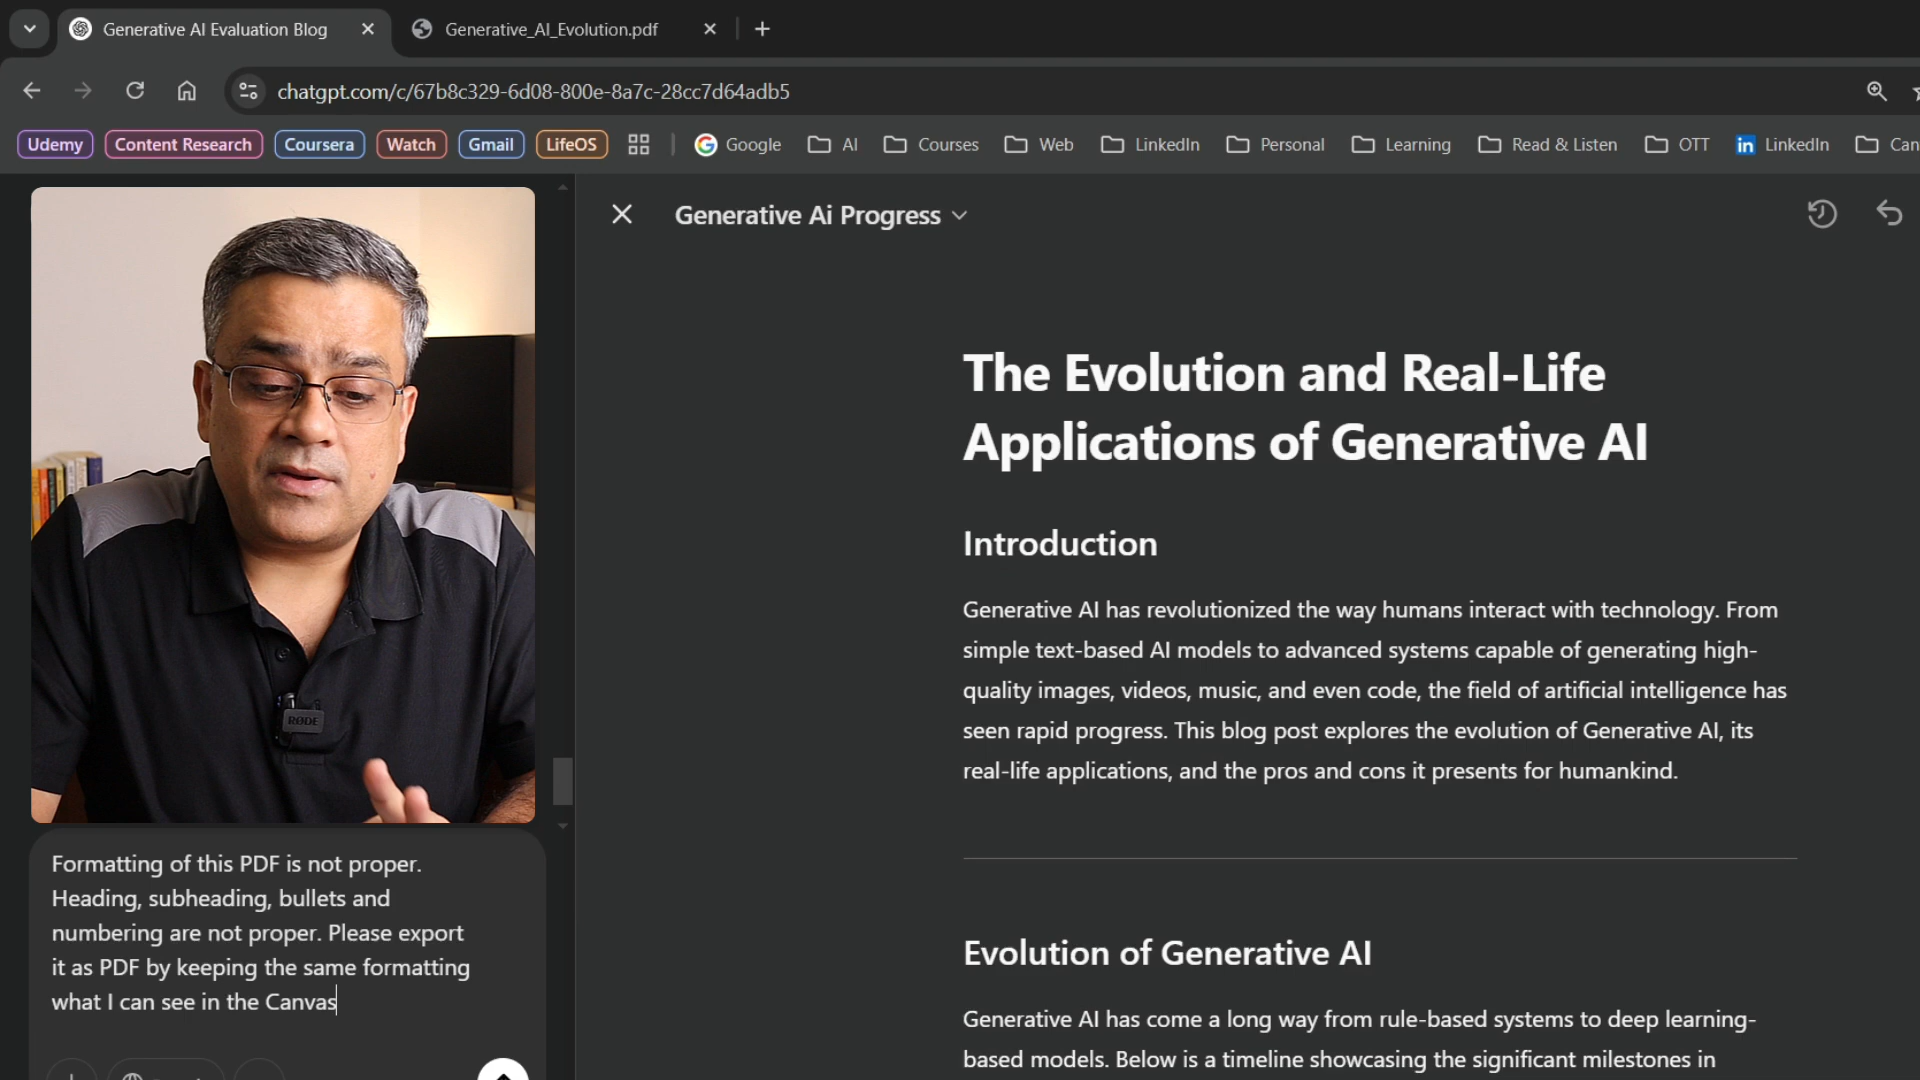 Generative AI Evaluation Blog
Generative_AI_Evolution.pdf
chatgpt.com/c/67b8c329-6d08-800e-8a7c-28cc7d64adb5
Udemy Content Research Coursera Watch Gmail LifeOS Google AI Courses Web LinkedIn Personal Learning Read & Listen OTT in LinkedIn Can
Generative Ai Progress
The Evolution and Real-Life
Applications of Generative AI
Introduction
Generative AI has revolutionized the way humans interact with technology. From
simple text-based AI models to advanced systems capable of generating high-
quality images, videos, music, and even code, the field of artificial intelligence has
seen rapid progress. This blog post explores the evolution of Generative AI, its
real-life applications, and the pros and cons it presents for humankind.
Evolution of Generative AI
Generative AI has come a long way from rule-based systems to deep learning-
based models. Below is a timeline showcasing the significant milestones in
RØDE
Formatting of this PDF is not proper.
Heading, subheading, bullets and
numbering are not proper. Please export
it as PDF by keeping the same formatting
what I can see in the Canvas